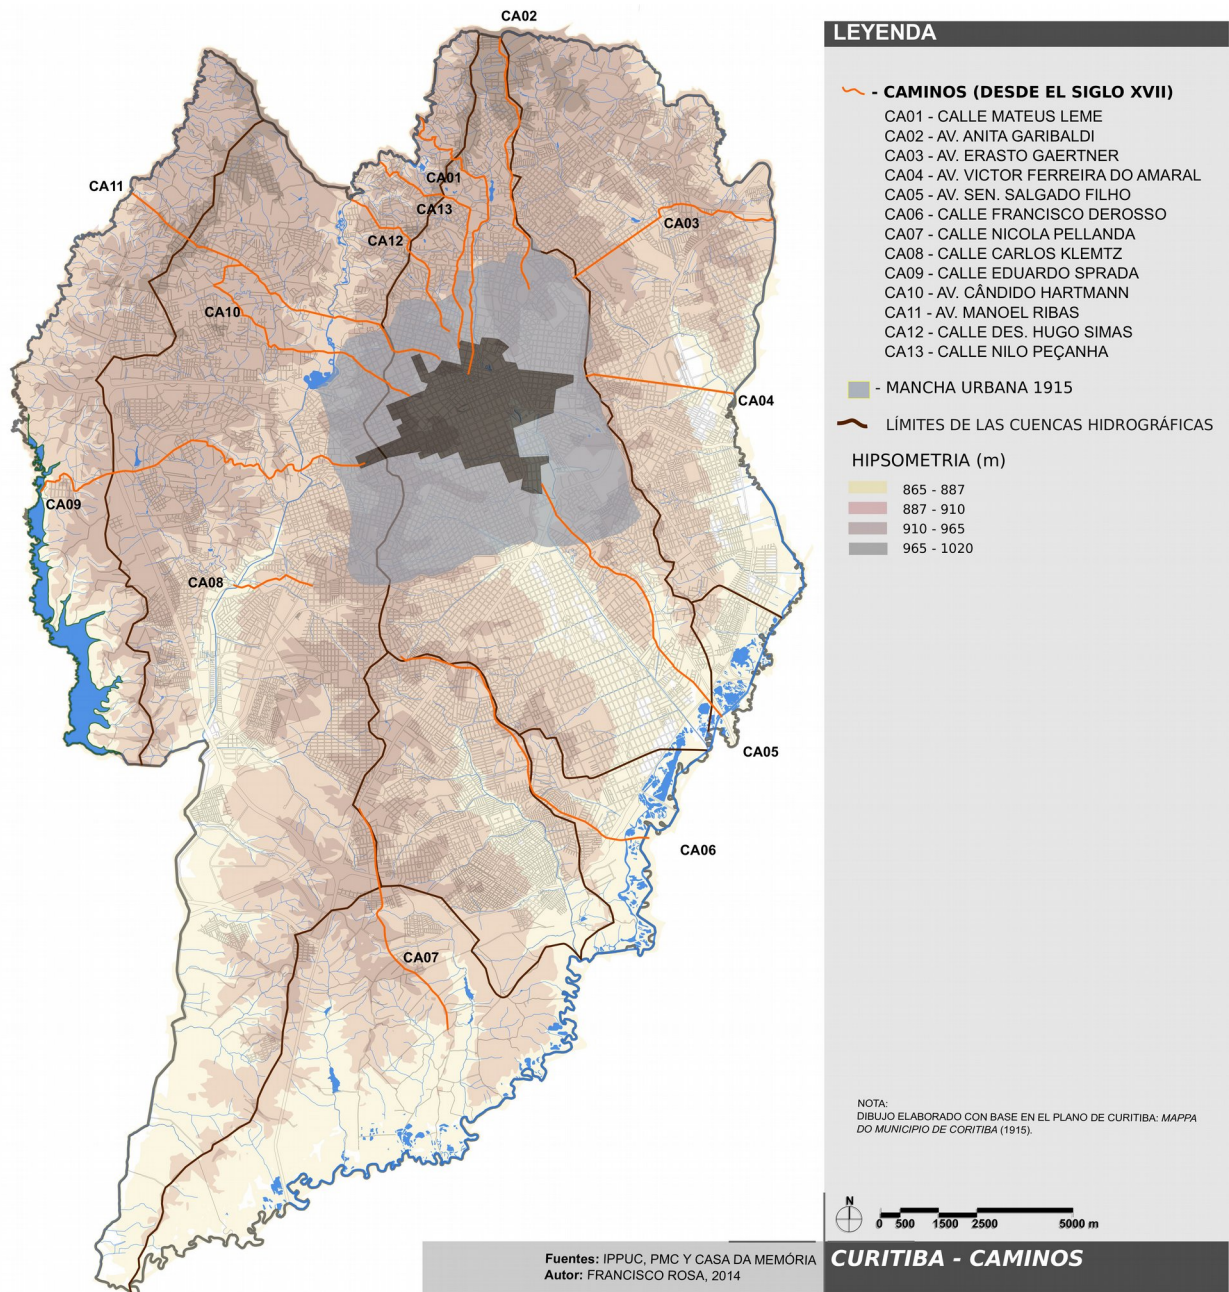 CA02
CA11
CA01
CA13
CA12
CA03
CA10
CA04
CA09
CA08
CA05
CA06
CA07
LEYENDA
- CAMINOS (DESDE EL SIGLO XVII)
CA01 - CALLE MATEUS LEME
CA02 - AV. ANITA GARIBALDI
CA03 - AV. ERASTO GAERTNER
CA04 - AV. VICTOR FERREIRA DO AMARAL
CA05 - AV. SEN. SALGADO FILHO
CA06 - CALLE FRANCISCO DEROSSO
CA07 - CALLE NICOLA PELLANDA
CA08 - CALLE CARLOS KLEMTZ
CA09 - CALLE EDUARDO SPRADA
CA10 - AV. CÂNDIDO HARTMANN
CA11 - AV. MANOEL RIBAS
CA12 - CALLE DES. HUGO SIMAS
CA13 - CALLE NILO PEÇANHA
- MANCHA URBANA 1915
LÍMITES DE LAS CUENCAS HIDROGRÁFICAS
HIPSOMETRIA (m)
865 - 887
887 - 910
910 - 965
965 - 1020
NOTA:
DIBUJO ELABORADO CON BASE EN EL PLANO DE CURITIBA: MAPPA
DO MUNICIPIO DE CORITIBA (1915).
N
0 500 1500 2500 5000 m
Fuentes: IPPUC, PMC Y CASA DA MEMÓRIA
Autor: FRANCISCO ROSA, 2014
CURITIBA - CAMINOS